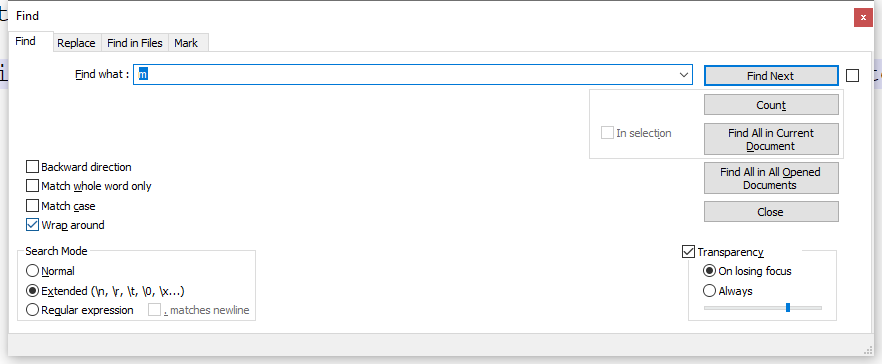 Find
x
Find Replace Find in Files Mark
Find what : m Find Next
Count
In selection Find All in Current
Document
Find All in All Opened
Documents
Close
Backward direction
Match whole word only
Match case
Wrap around
Search Mode
Normal
Extended (\n, \r, \t, \0, \x...)
Regular expression . matches newline
Transparency
On losing focus
Always
t
i
t